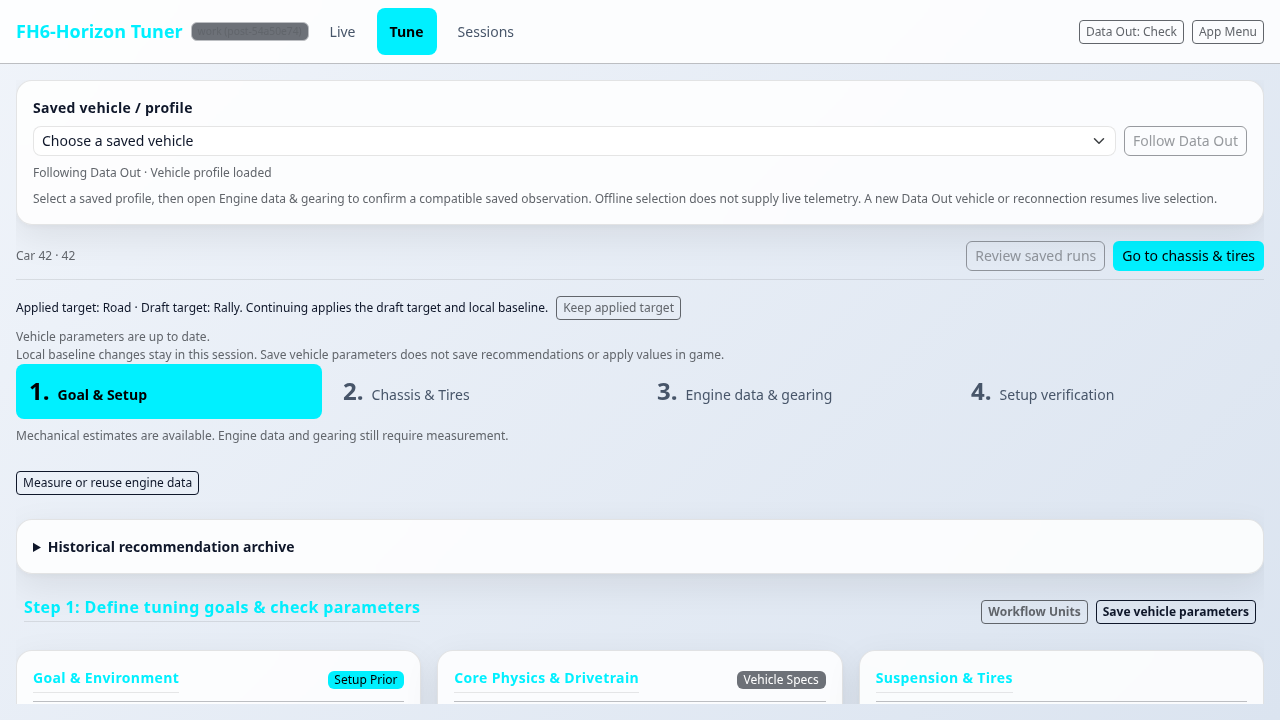 FH6-Horizon Tuner
Live
Tune
Sessions
Data Out: Check
App Menu
Saved vehicle / profile
Choose a saved vehicle
Follow Data Out
Following Data Out · Vehicle profile loaded
Select a saved profile, then open Engine data & gearing to confirm a compatible saved observation. Offline selection does not supply live telemetry. A new Data Out vehicle or reconnection resumes live selection.
Car 42 · 42
Review saved runs
Go to chassis & tires
Applied target: Road · Draft target: Rally. Continuing applies the draft target and local baseline.
Keep applied target
Vehicle parameters are up to date.
Local baseline changes stay in this session. Save vehicle parameters does not save recommendations or apply values in game.
1. Goal & Setup
2. Chassis & Tires
3. Engine data & gearing
4. Setup verification
Mechanical estimates are available. Engine data and gearing still require measurement.
Measure or reuse engine data
Historical recommendation archive
Step 1: Define tuning goals & check parameters
Workflow Units
Save vehicle parameters
Goal & Environment
Setup Prior
Core Physics & Drivetrain
Vehicle Specs
Suspension & Tires